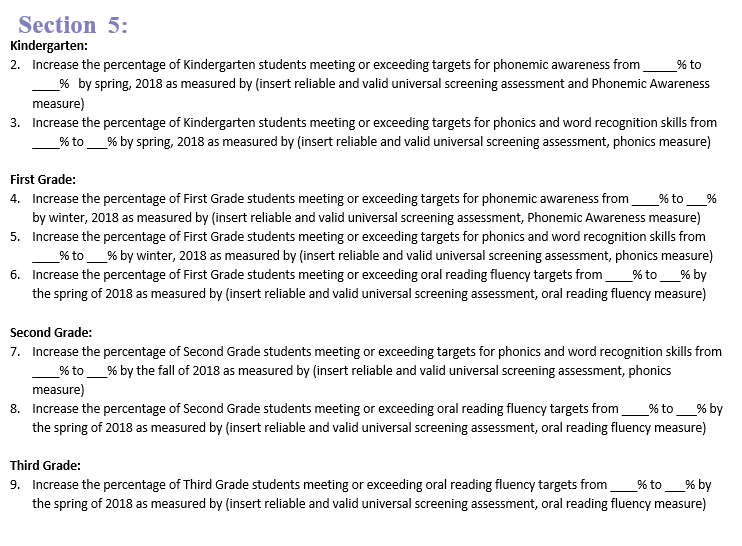 Section 5:
Kindergarten:
2. Increase the percentage of Kindergarten students meeting or exceeding targets for phonemic awareness from _____% to
____% by spring, 2018 as measured by (insert reliable and valid universal screening assessment and Phonemic Awareness
measure)
3. Increase the percentage of Kindergarten students meeting or exceeding targets for phonics and word recognition skills from
____% to ___% by spring, 2018 as measured by (insert reliable and valid universal screening assessment, phonics measure)
First Grade:
4. Increase the percentage of First Grade students meeting or exceeding targets for phonemic awareness from ____% to ___%
by winter, 2018 as measured by (insert reliable and valid universal screening assessment, Phonemic Awareness measure)
5. Increase the percentage of First Grade students meeting or exceeding targets for phonics and word recognition skills from
____% to ___% by winter, 2018 as measured by (insert reliable and valid universal screening assessment, phonics measure)
6. Increase the percentage of First Grade students meeting or exceeding oral reading fluency targets from ____% to ___% by
the spring of 2018 as measured by (insert reliable and valid universal screening assessment, oral reading fluency measure)
Second Grade:
7. Increase the percentage of Second Grade students meeting or exceeding targets for phonics and word recognition skills from
____% to ___% by the fall of 2018 as measured by (insert reliable and valid universal screening assessment, phonics
measure)
8. Increase the percentage of Second Grade students meeting or exceeding oral reading fluency targets from ____% to ___% by
the spring of 2018 as measured by (insert reliable and valid universal screening assessment, oral reading fluency measure)
Third Grade:
9. Increase the percentage of Third Grade students meeting or exceeding oral reading fluency targets from ____% to ___% by
the spring of 2018 as measured by (insert reliable and valid universal screening assessment, oral reading fluency measure)